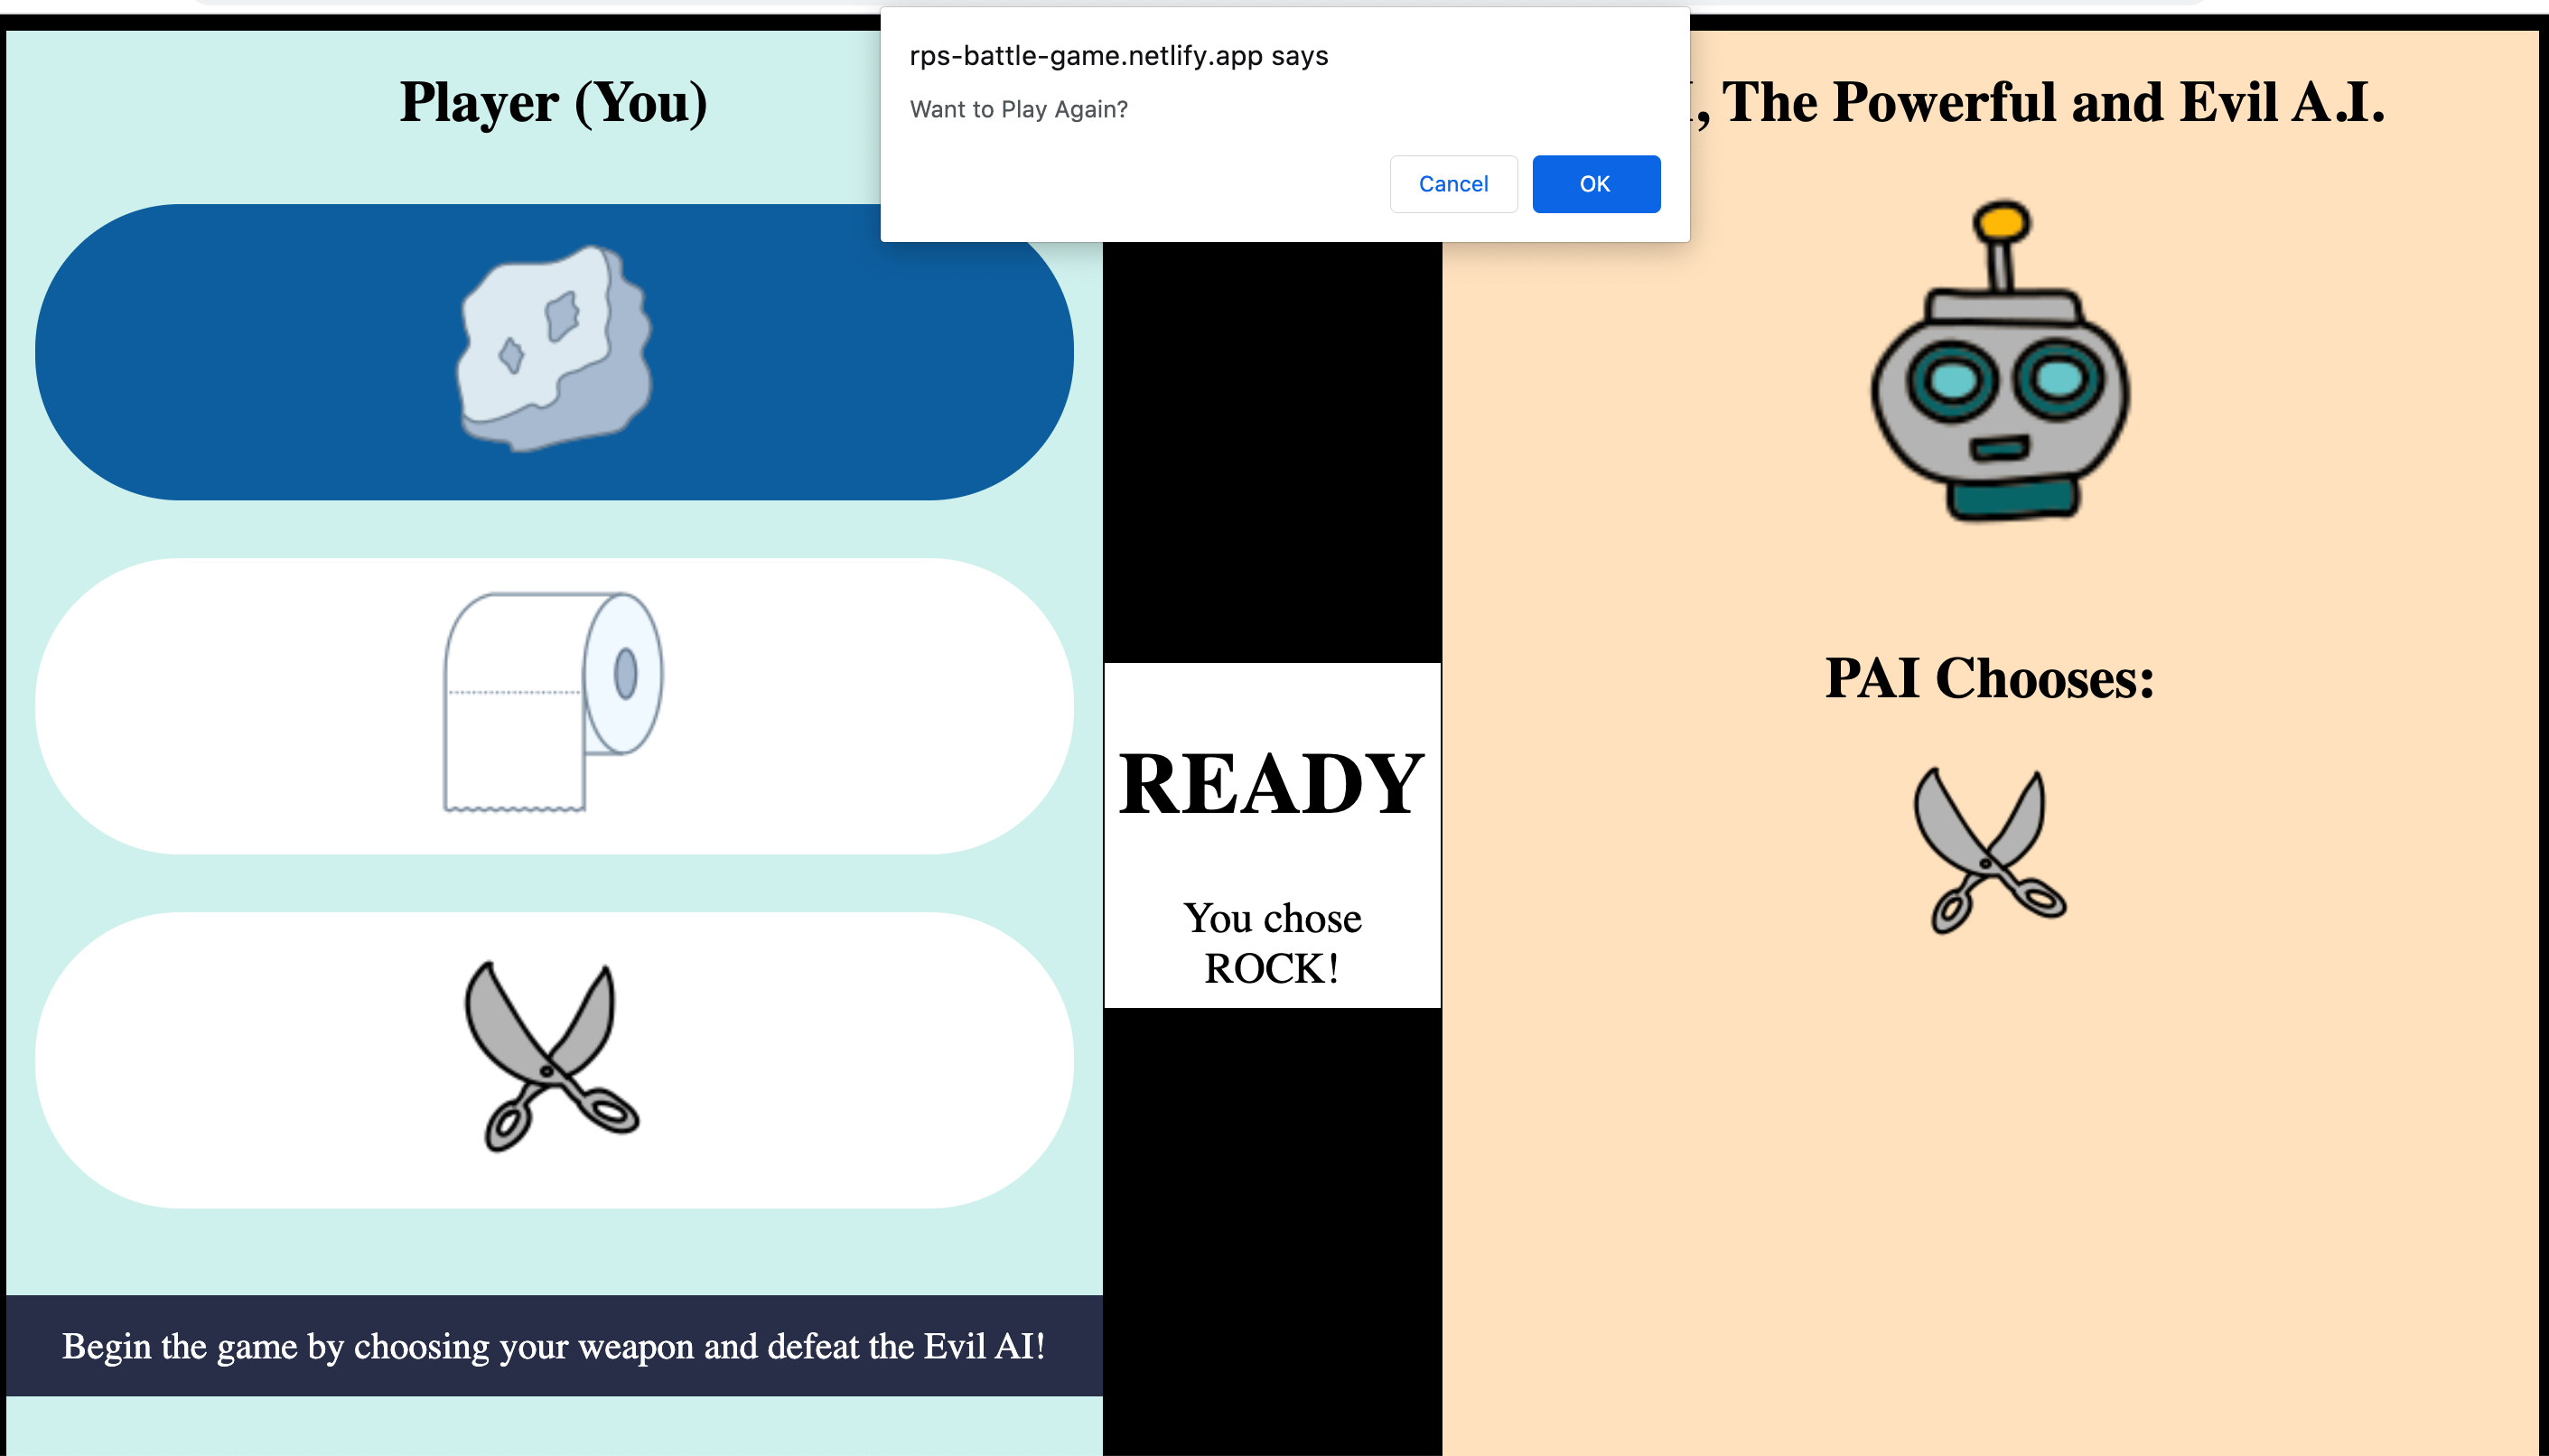 rps-battle-game.netlify.app says
Want to Play Again?
Cancel
OK
Player (You)
, The Powerful and Evil A.I.
READY
You chose
ROCK!
PAI Chooses:
Begin the game by choosing your weapon and defeat the Evil AI!